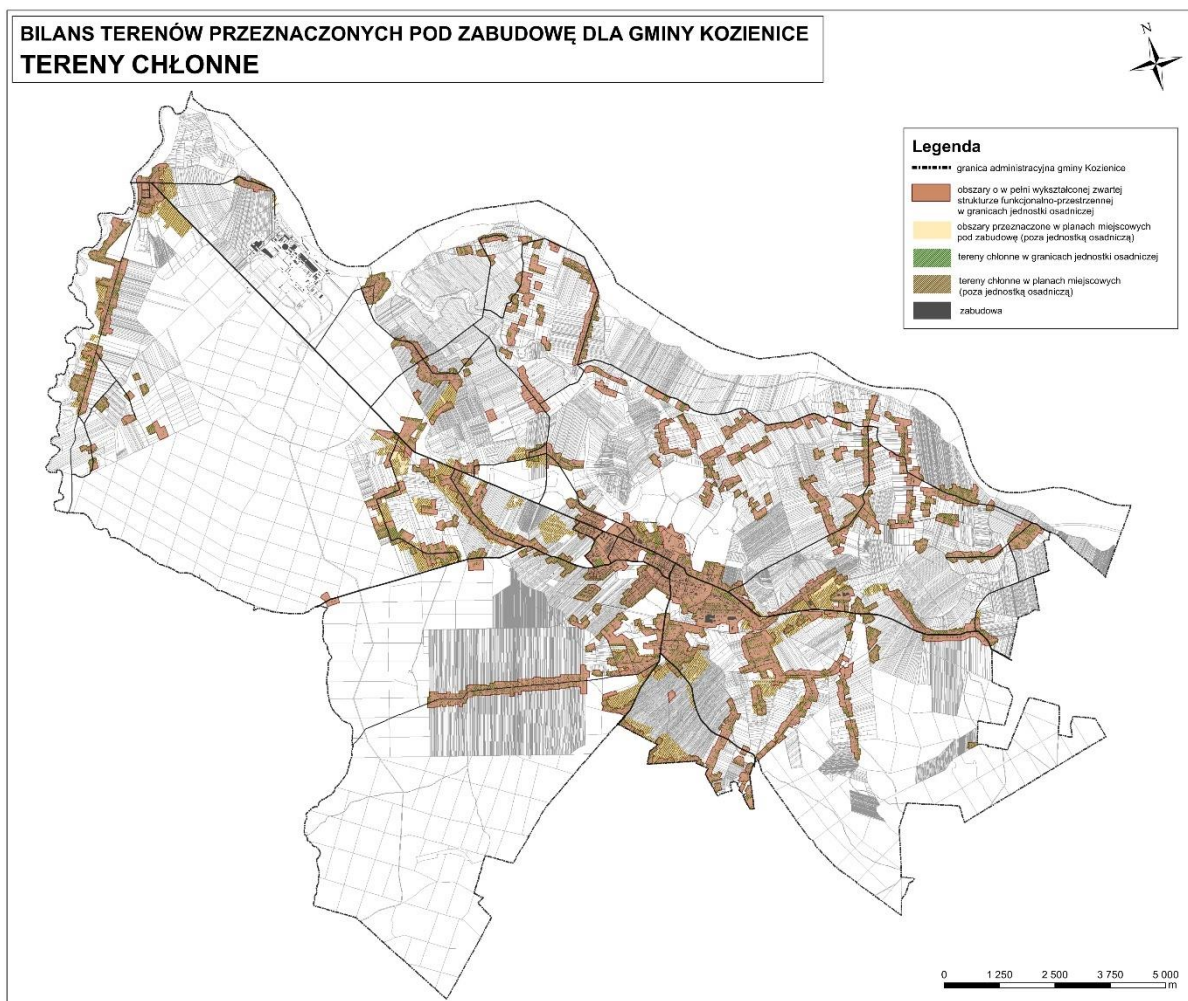 BILANS TERENÓW PRZEZNACZONYCH POD ZABUDOWĘ DLA GMINY KOZIENICE
TERENY CHŁONNE
N
Legenda
granica administracyjna gminy Kozienice
obszary o w pełni wykształconej zwartej
strukturze funkcjonalno-przestrzennej
w granicach jednostki osadniczej
obszary przeznaczone w planach miejscowych
pod zabudowę (poza jednostką osadniczą)
tereny chłonne w granicach jednostki osadniczej
tereny chłonne w planach miejscowych
(poza jednostką osadniczą)
zabudowa
0 1 250 2 500 3 750 5 000
m